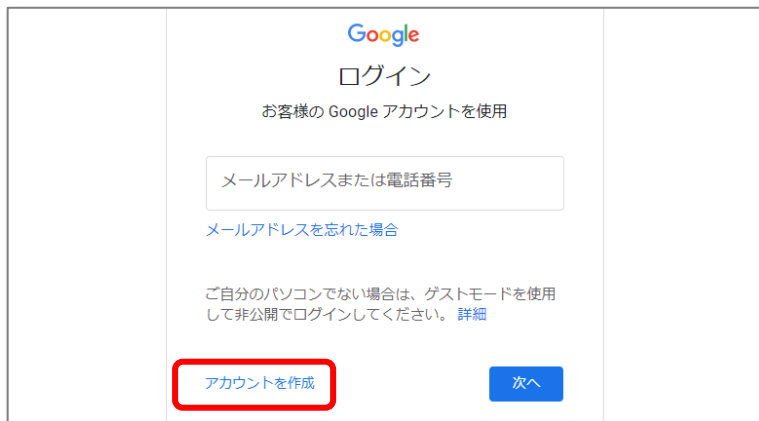 Google
ログイン
お客様の Google アカウントを使用
メールアドレスまたは電話番号
メールアドレスを忘れた場合
ご自分のパソコンでない場合は、ゲストモードを使用
して非公開でログインしてください。 詳細
アカウントを作成
次へ